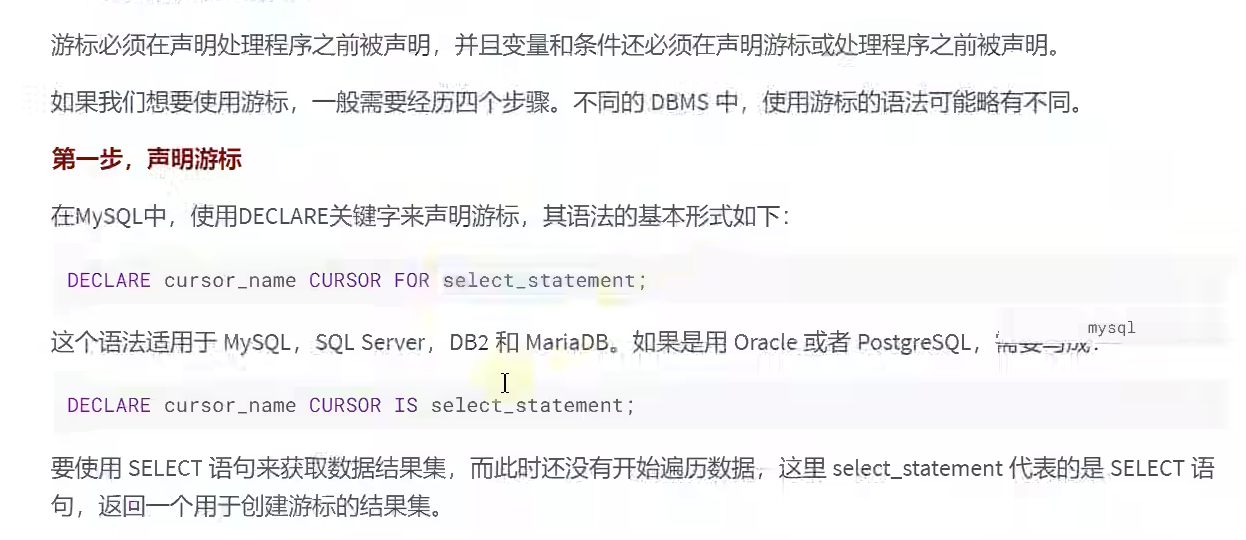 游标必须在声明处理程序之前被声明，并且变量和条件还必须在声明游标或处理程序之前被声明。
如果我们想要使用游标，一般需要经历四个步骤。不同的 DBMS 中，使用游标的语法可能略有不同。
第一步，声明游标
在MySQL中，使用DECLARE关键字来声明游标，其语法的基本形式如下：
DECLARE cursor_name CURSOR FOR select_statement;
mysql
这个语法适用于 MySQL，SQL Server，DB2 和 MariaDB。如果是用 Oracle 或者 PostgreSQL，
DECLARE cursor_name CURSOR IS select_statement;
要使用 SELECT 语句来获取数据结果集，而此时还没有开始遍历数据，这里 select_statement 代表的是 SELECT 语
句，返回一个用于创建游标的结果集。